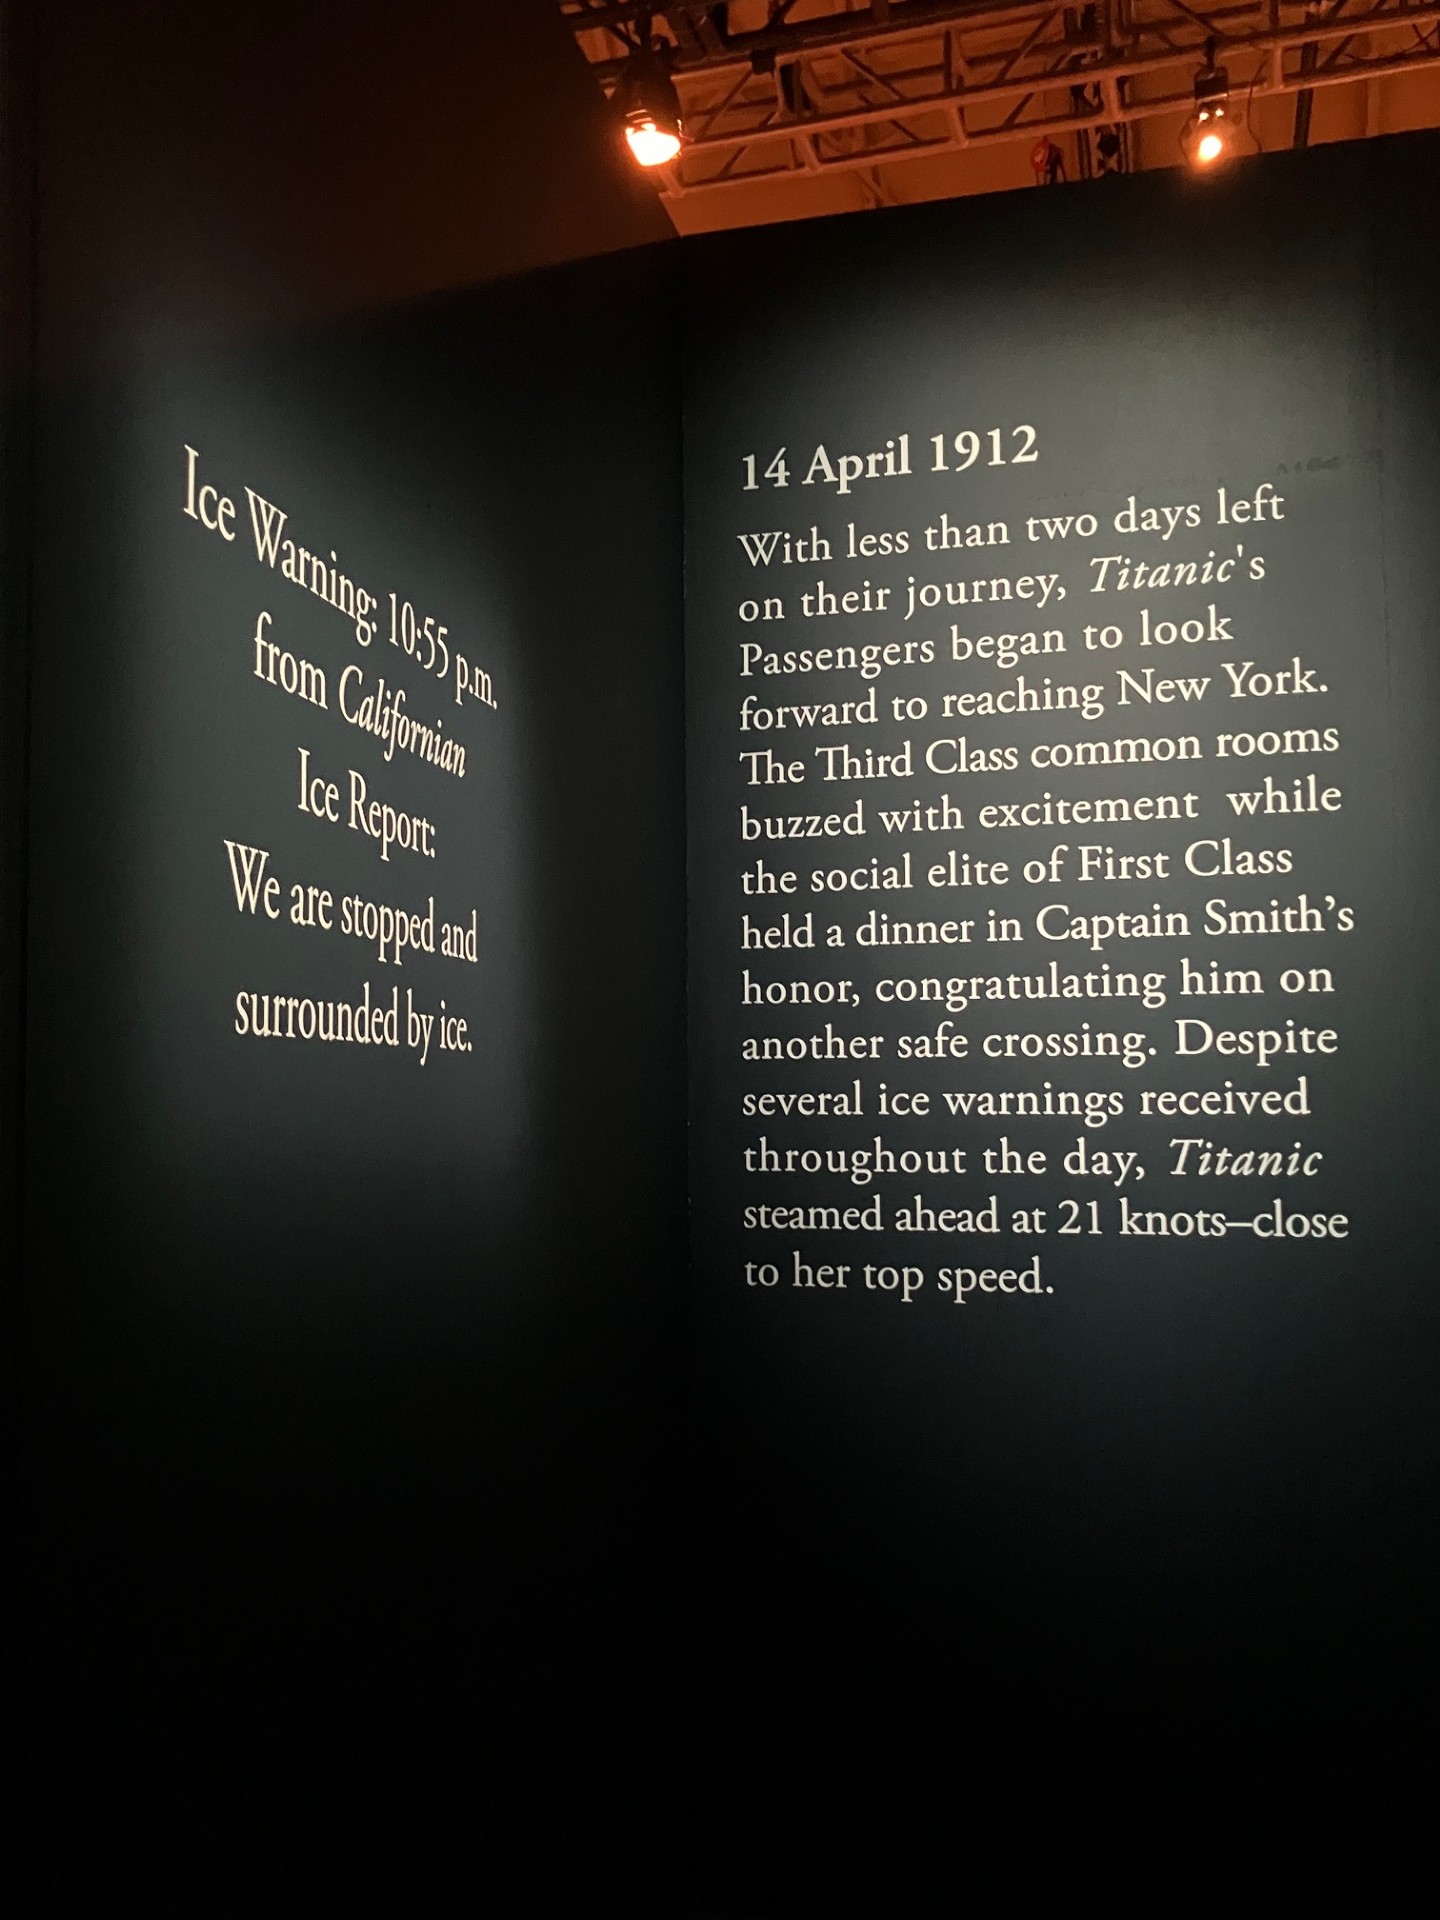 Ice Warning: 10:55 p.m.
from Californian
Ice Report:
We are stopped and
surrounded by ice.
14 April 1912
With less than two days left
on their journey, Titanic's
Passengers began to look
forward to reaching New York.
The Third Class common rooms
buzzed with excitement while
the social elite of First Class
held a dinner in Captain Smith’s
honor, congratulating him on
another safe crossing. Despite
several ice warnings received
throughout the day, Titanic
steamed ahead at 21 knots–close
to her top speed.